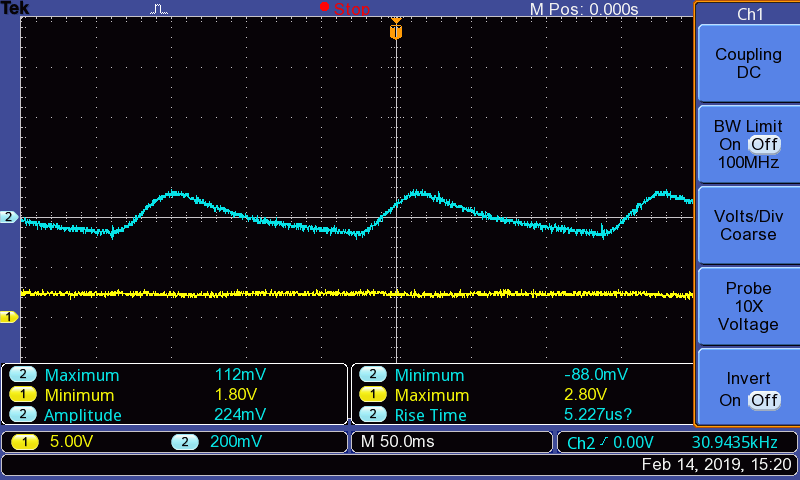 Tek
Stop
M Pos: 0.000s
Ch1
T
Coupling
DC
BW Limit
On Off
100MHz
2
Volts/Div
Coarse
Probe
10X
Voltage
1
Invert
On Off
2 Maximum 112mV
2 Minimum -88.0mV
1 Minimum 1.80V
1 Maximum 2.80V
2 Amplitude 224mV
2 Rise Time 5.227us?
1 5.00V 2 200mV
M 50.0ms
Ch2 0.00V 30.9435kHz
Feb 14, 2019, 15:20